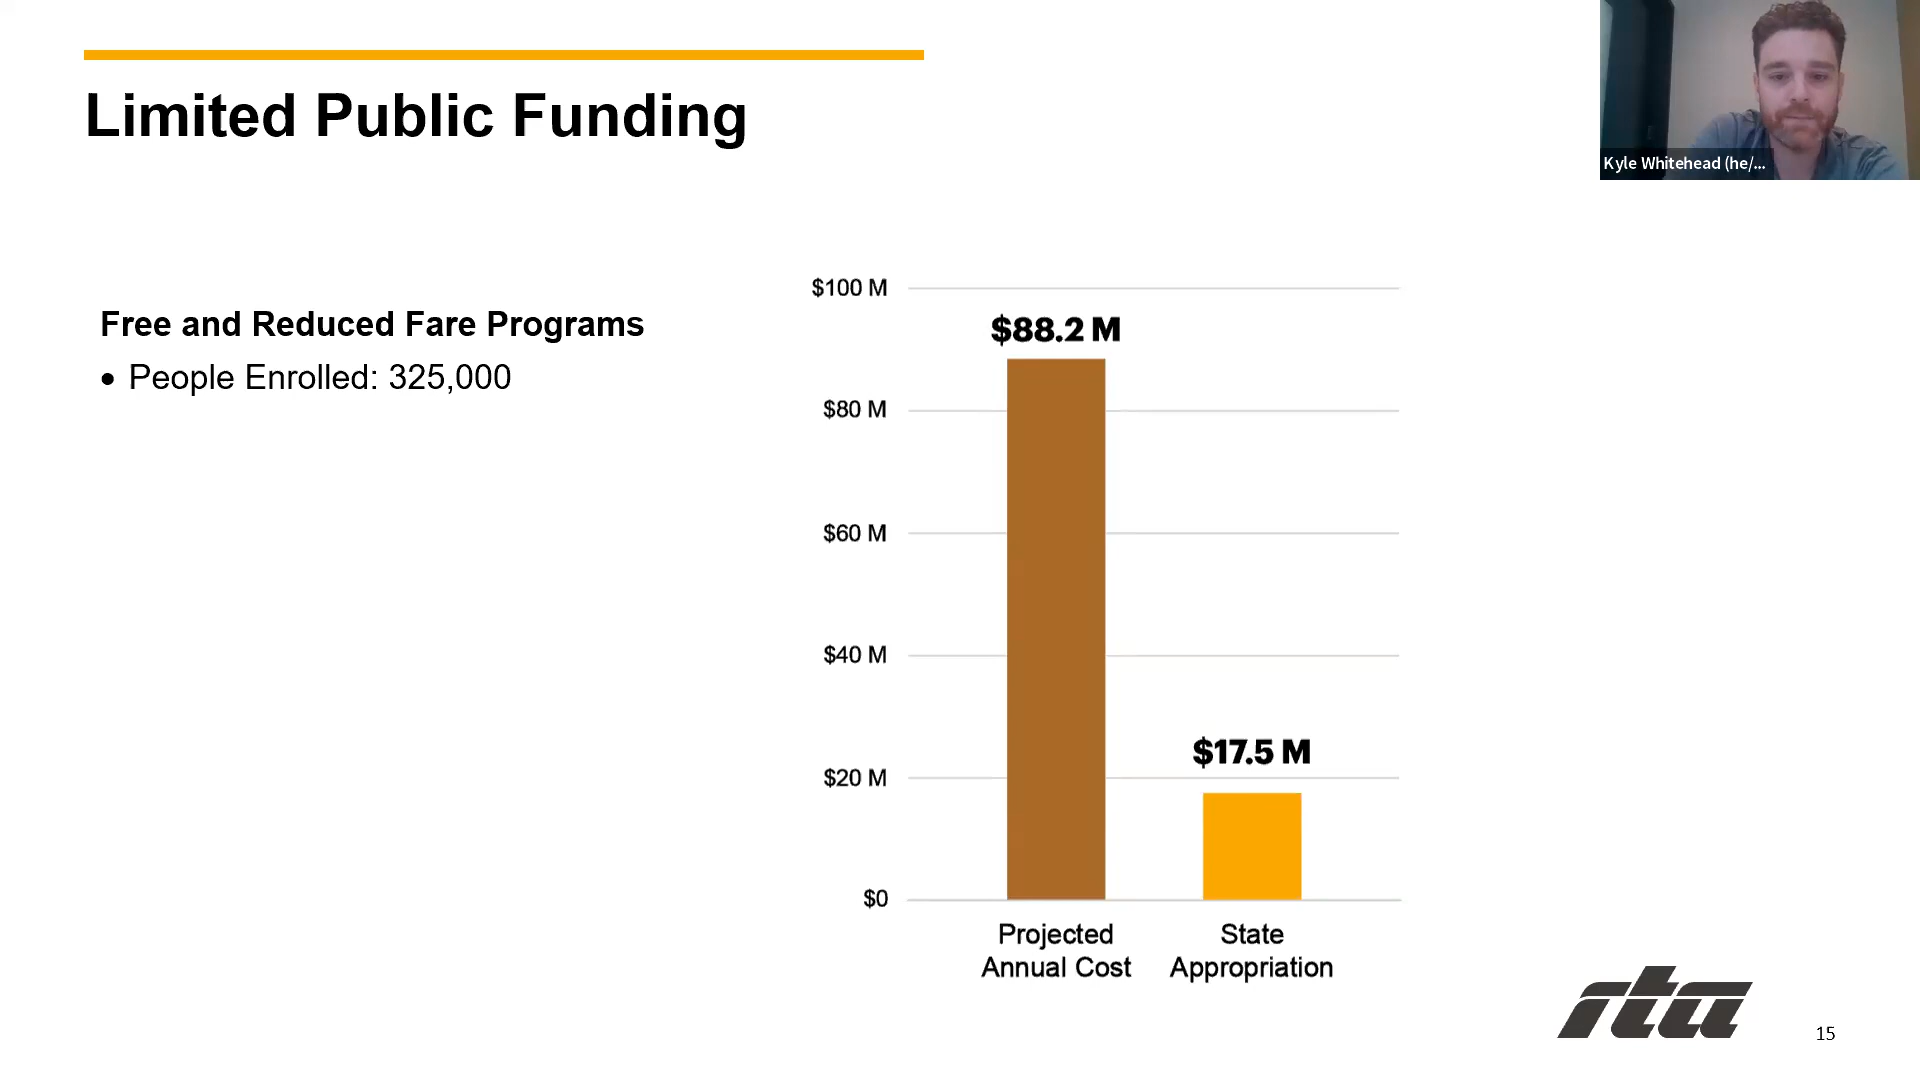 Limited Public Funding
Kyle Whitehead (he/...
Free and Reduced Fare Programs
• People Enrolled: 325,000
$100 M
$80 M
$60 M
$40 M
$20 M
$0
$88.2 M
$17.5 M
Projected
Annual Cost
State
Appropriation
rta
15